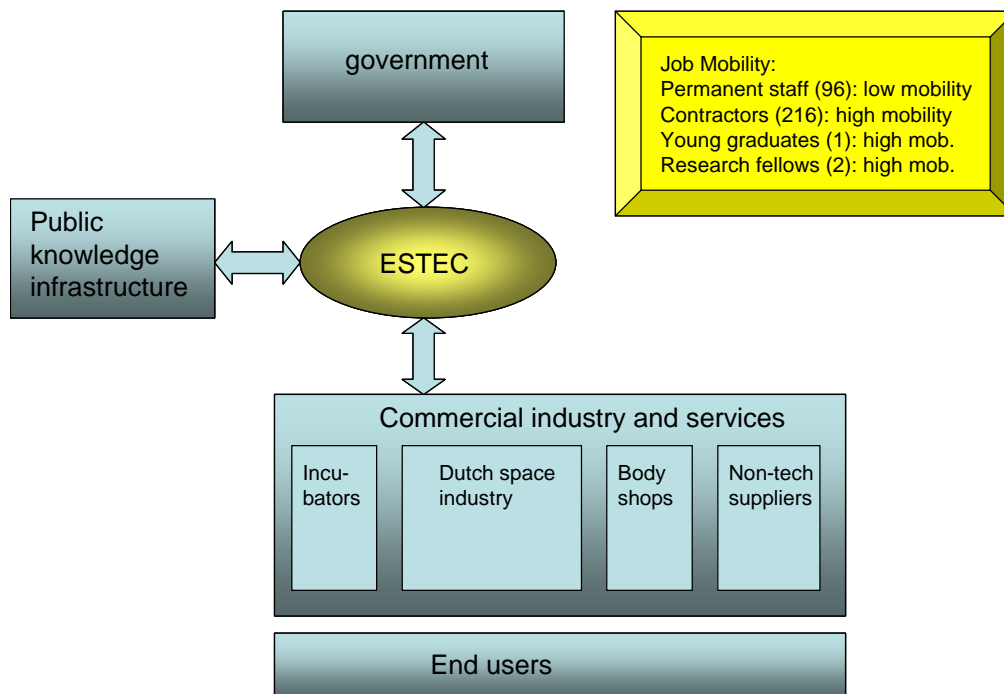 government
Job Mobility:
Permanent staff (96): low mobility
Contractors (216): high mobility
Young graduates (1): high mob.
Research fellows (2): high mob.
Public
knowledge
infrastructure
ESTEC
Commercial industry and services
Incu-
bators
Dutch space
industry
Body
shops
Non-tech
suppliers
End users